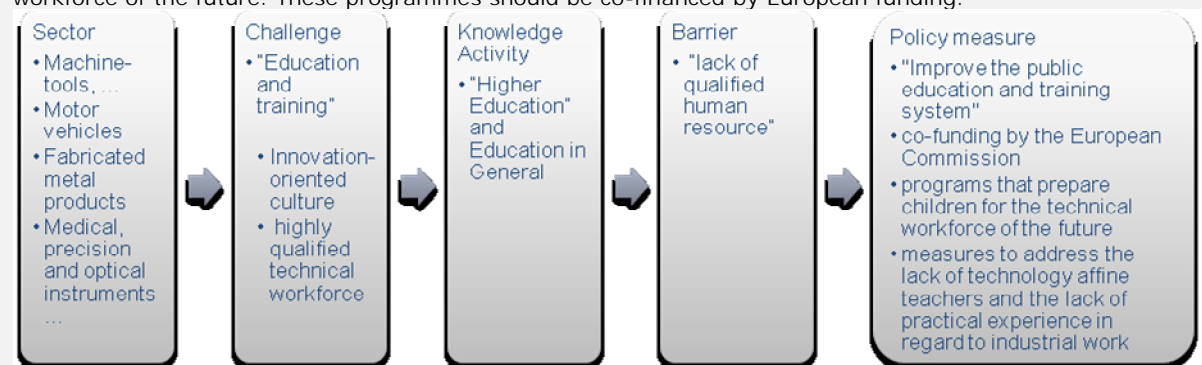 workforce of the future. These programmes should be co-financed by European funding.
Sector
• Machine-
tools, ...
• Motor
vehicles
• Fabricated
metal
products
• Medical,
precision
and optical
instruments
...
Challenge
• "Education
and
training"
• Innovation-
oriented
culture
• highly
qualified
technical
workforce
Knowledge
Activity
• "Higher
Education"
and
Education in
General
Barrier
• "lack of
qualified
human
resource"
Policy measure
• "Improve the public
education and training
system"
• co-funding by the European
Commission
• programs that prepare
children for the technical
workforce of the future
• measures to address the
lack of technology affine
teachers and the lack of
practical experience in
regard to industrial work